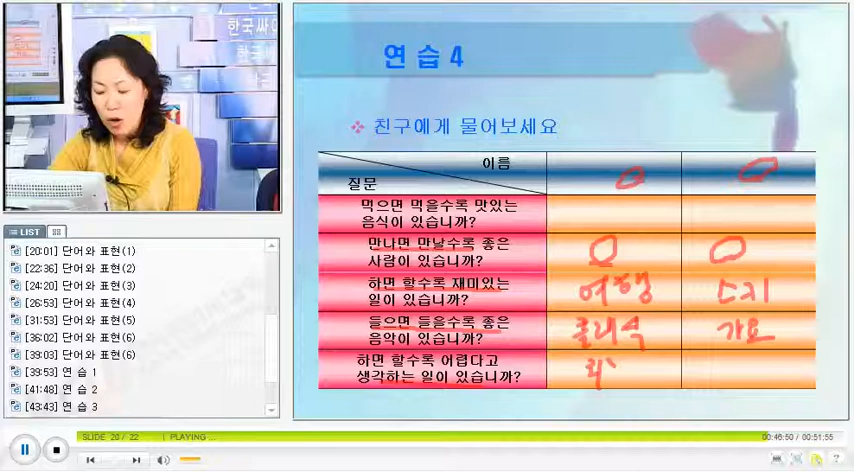 한국싸이
한국
연습4
친구에게 물어보세요
이름
질문
먹으면 먹을수록 맛있는
음식이 있습니까?
만나면 만날수록 좋은
사람이 있습니까?
하면 할수록 재미있는
일이 있습니까?
여행
들으면 들을수록 좋은
음악이 있습니까?
클래식
가요
하면 할수록 어렵다고
생각하는 일이 있습니까?
LIST
[20:01] 단어와 표현(1)
[22:36] 단어와 표현(2)
[24:20] 단어와 표현(3)
[26:53] 단어와 표현(4)
[31:53] 단어와 표현(5)
[36:02] 단어와 표현(6)
[39:03] 단어와 표현(6)
[39:53] 연 습 1
[41:48] 연 습 2
[43:43] 연 습 3
SLIDE 20 / 22 | PLAYING ...
00:46:50 / 00:51:55